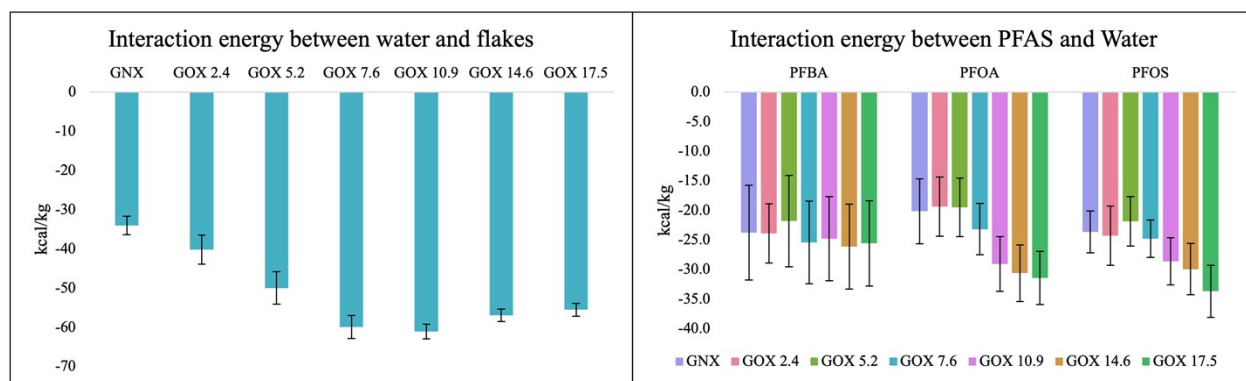 Interaction energy between water and flakes
GNX GOX 2.4 GOX 5.2 GOX 7.6 GOX 10.9 GOX 14.6 GOX 17.5
0
-10
-20
-30
-40
-50
-60
-70
kcal/kg
Interaction energy between PFAS and Water
PFBA PFOA PFOS
0.0
-5.0
-10.0
-15.0
-20.0
-25.0
-30.0
-35.0
-40.0
kcal/kg
GNX GOX 2.4 GOX 5.2 GOX 7.6 GOX 10.9 GOX 14.6 GOX 17.5